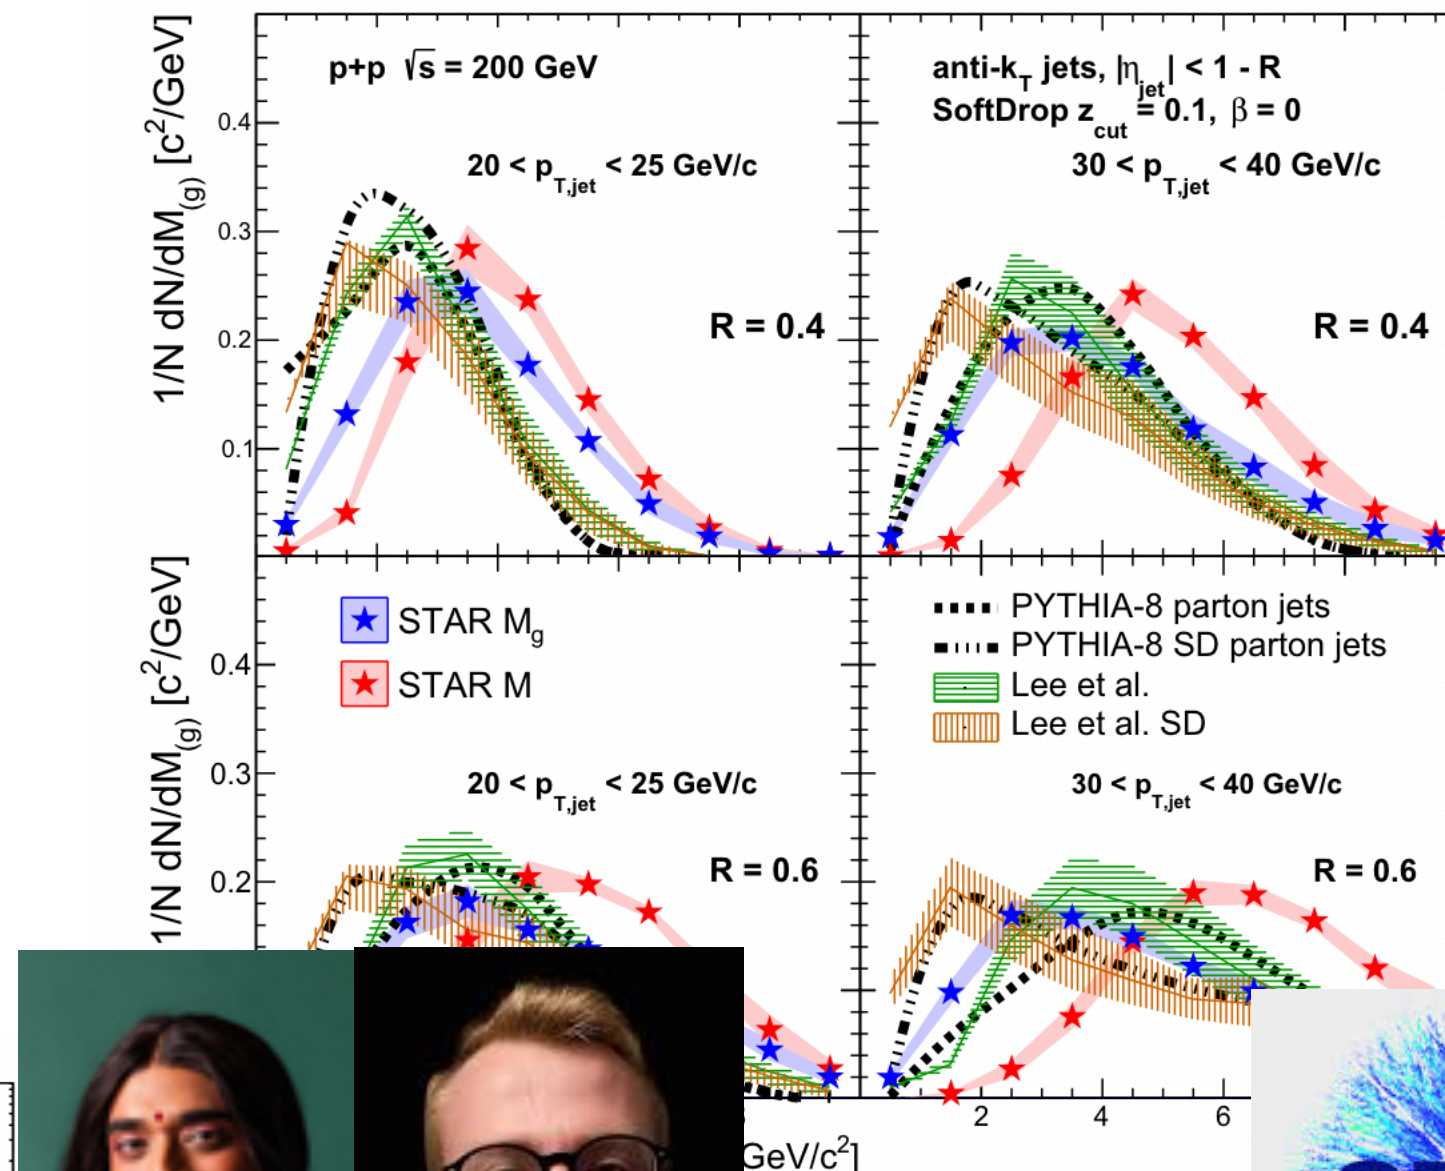 1/N dN/dM(g) [c²/GeV]
p+p √s = 200 GeV
20 < pT,jet < 25 GeV/c
R = 0.4
0.4
0.3
0.2
0.1
anti-kT jets, |ηjet| < 1 - R
SoftDrop zcut = 0.1, β = 0
30 < pT,jet < 40 GeV/c
R = 0.4
1/N dN/dM(g) [c²/GeV]
0.4
0.3
0.2
STAR Mg
STAR M
20 < pT,jet < 25 GeV/c
R = 0.6
PYTHIA-8 parton jets
PYTHIA-8 SD parton jets
Lee et al.
Lee et al. SD
30 < pT,jet < 40 GeV/c
R = 0.6
2 4 6
GeV/c²]